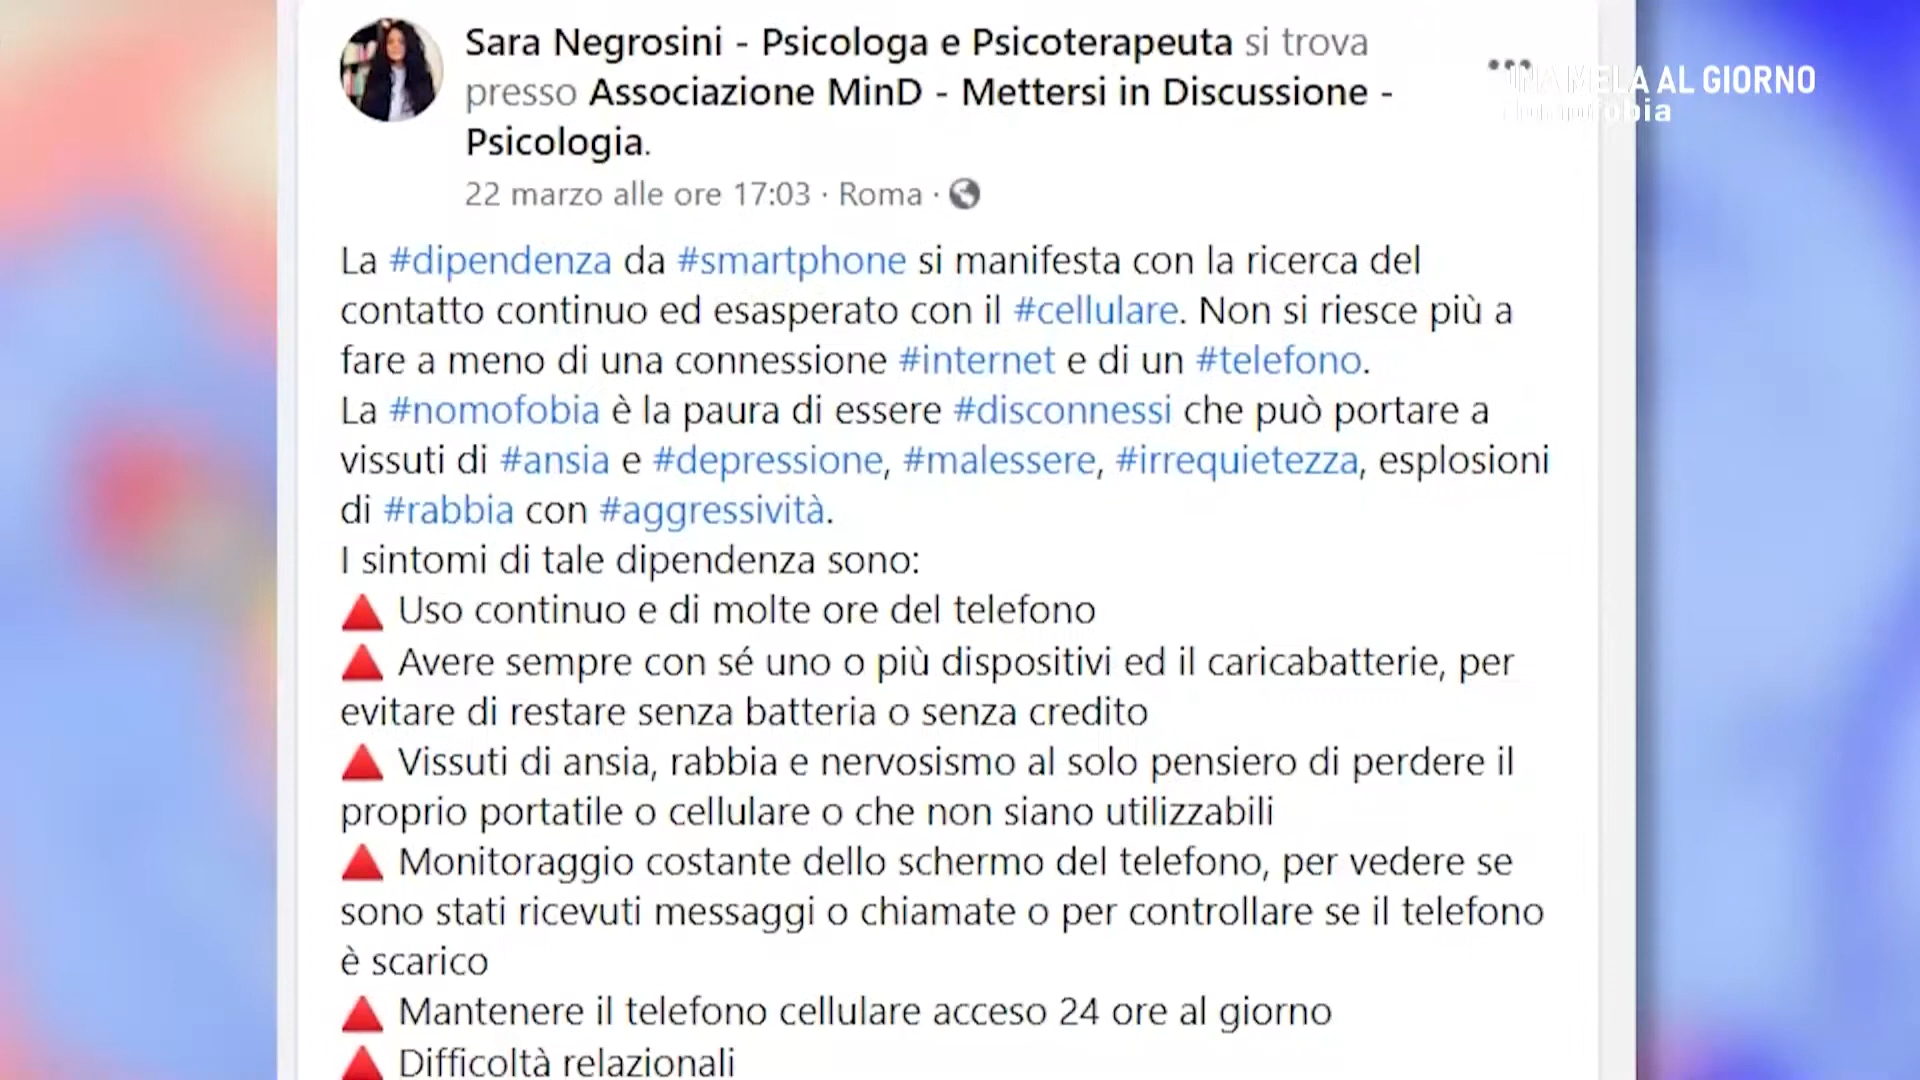 Sara Negrosini - Psicologa e Psicoterapeuta si trova
presso Associazione MinD - Mettersi in Discussione -
Psicologia.
22 marzo alle ore 17:03 · Roma ·
MELA AL GIORNO
La #dipendenza da #smartphone si manifesta con la ricerca del
contatto continuo ed esasperato con il #cellulare. Non si riesce più a
fare a meno di una connessione #internet e di un #telefono.
La #nomofobia è la paura di essere #disconnessi che può portare a
vissuti di #ansia e #depressione, #malessere, #irrequietezza, esplosioni
di #rabbia con #aggressività.
I sintomi di tale dipendenza sono:
🔺 Uso continuo e di molte ore del telefono
🔺 Avere sempre con sé uno o più dispositivi ed il caricabatterie, per
evitare di restare senza batteria o senza credito
🔺 Vissuti di ansia, rabbia e nervosismo al solo pensiero di perdere il
proprio portatile o cellulare o che non siano utilizzabili
🔺 Monitoraggio costante dello schermo del telefono, per vedere se
sono stati ricevuti messaggi o chiamate o per controllare se il telefono
è scarico
🔺 Mantenere il telefono cellulare acceso 24 ore al giorno
🔺 Difficoltà relazionali